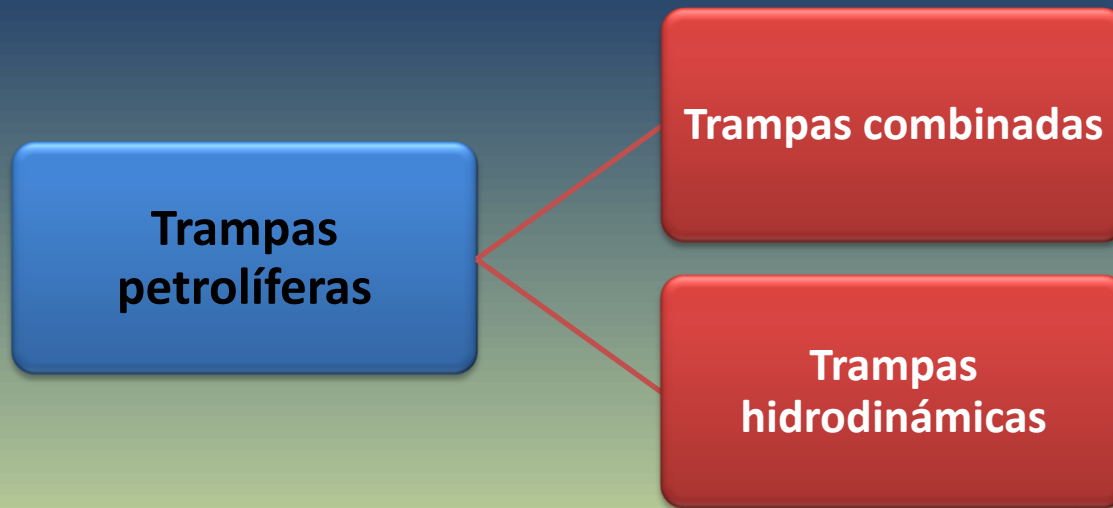 Trampas
petrolíferas
Trampas combinadas
Trampas
hidrodinámicas